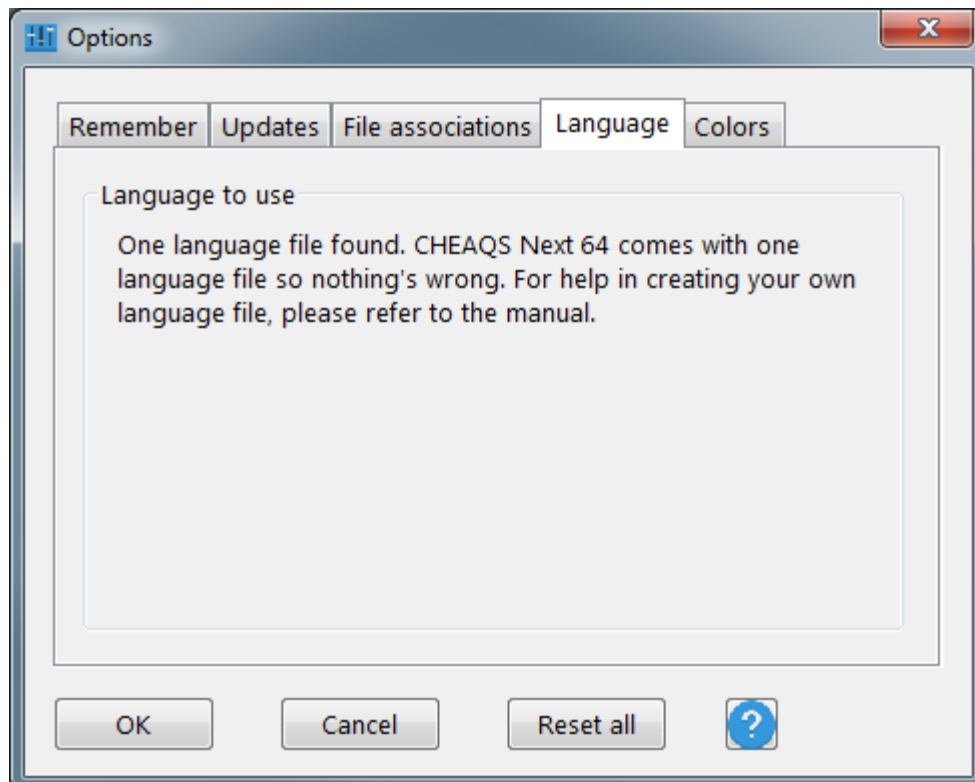 Options
Remember Updates File associations Language Colors
Language to use
One language file found. CHEAQS Next 64 comes with one
language file so nothing's wrong. For help in creating your own
language file, please refer to the manual.
OK Cancel Reset all ?